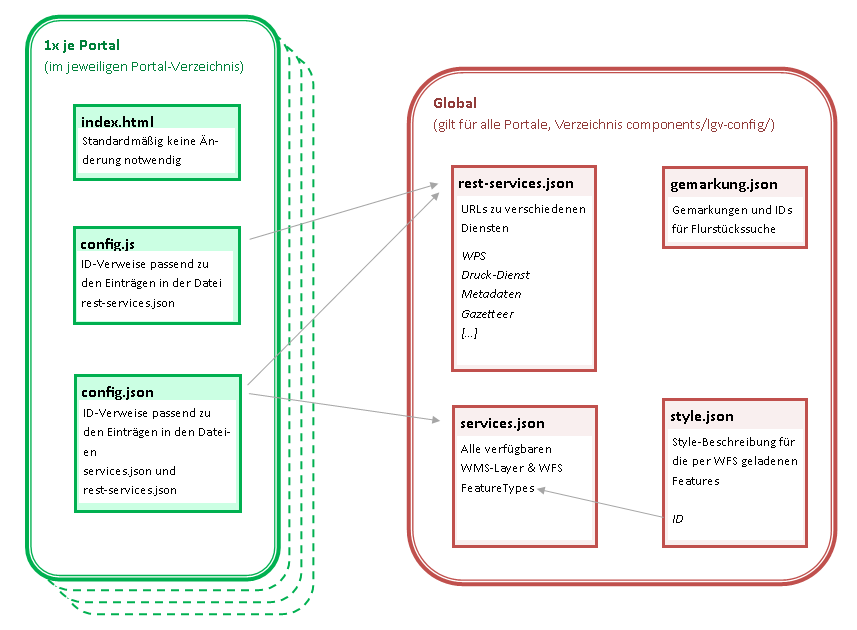 1x je Portal
(im jeweiligen Portal-Verzeichnis)
index.html
Standardmäßig keine Än-
derung notwendig
config.js
ID-Verweise passend zu
den Einträgen in der Datei
rest-services.json
config.json
ID-Verweise passend zu
den Einträgen in den Datei-
en
services.json und
rest-services.json
Global
(gilt für alle Portale, Verzeichnis components/lgv-config/)
rest-services.json
URLs zu verschiedenen
Diensten
WPS
Druck-Dienst
Metadaten
Gazetteer
[...]
gemarkung.json
Gemarkungen und IDs
für Flurstückssuche
services.json
Alle verfügbaren
WMS-Layer & WFS
FeatureTypes
style.json
Style-Beschreibung für
die per WFS geladenen
Features
ID